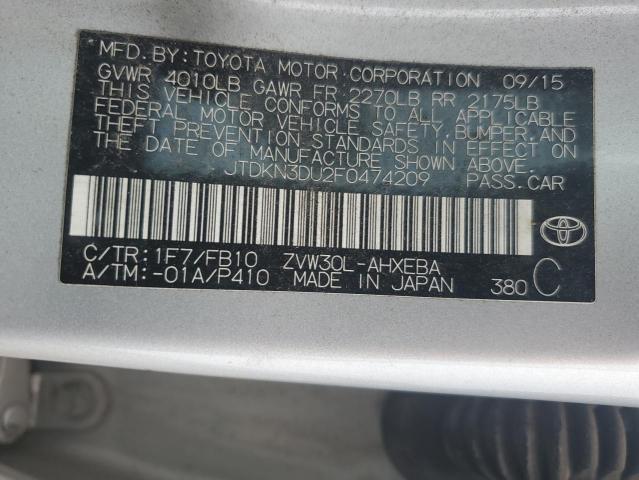 MFD. BY: TOYOTA MOTOR CORPORATION 09/15
GVWR 4010LB GAWR FR 2270LB RR 2175LB
THIS VEHICLE CONFORMS TO ALL APPLICABLE
FEDERAL MOTOR VEHICLE SAFETY, BUMPER, AND
THEFT PREVENTION STANDARDS IN EFFECT ON
THE DATE OF MANUFACTURE SHOWN ABOVE.
JTDKN3DU2F0474209 PASS.CAR
C/TR: 1F7/FB10 ZVW30L-AHXEBA
A/TM: -01A/P410 MADE IN JAPAN 380 C